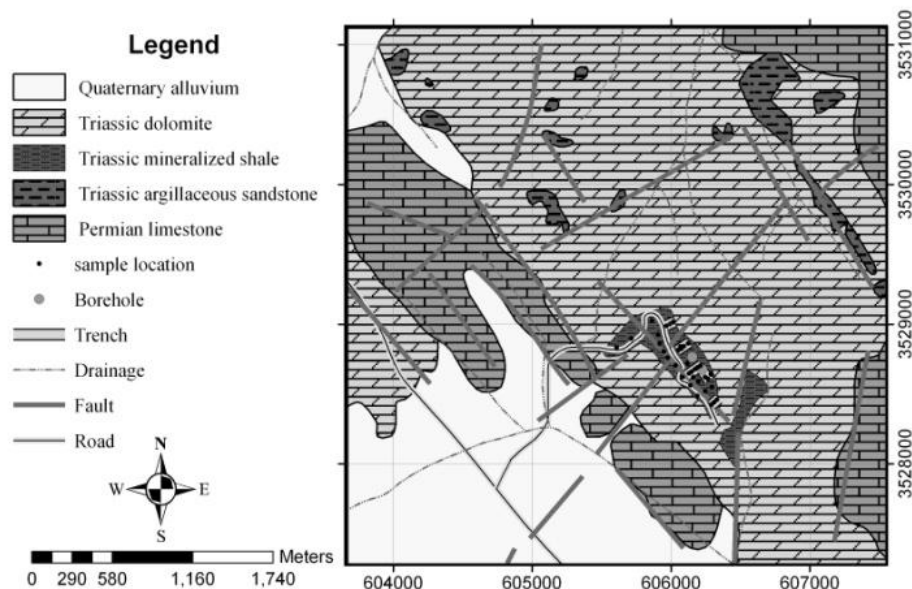 Legend
Quaternary alluvium
Triassic dolomite
Triassic mineralized shale
Triassic argillaceous sandstone
Permian limestone
sample location
Borehole
Trench
Drainage
Fault
Road
N
W E
S
Meters
0 290 580 1,160 1,740
3531000
3530000
3529000
3528000
604000 605000 606000 607000